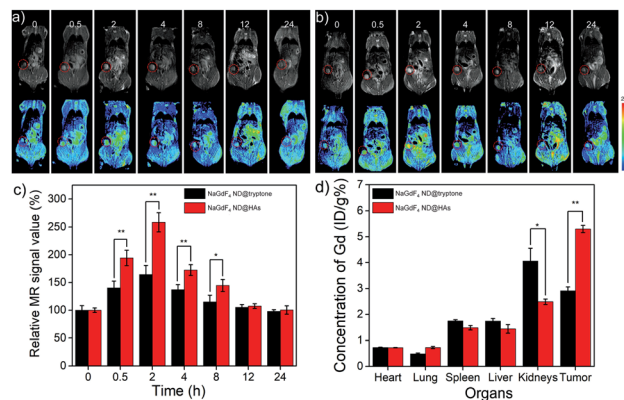 a)
0 0.5 2 4 8 12 24
b)
0 0.5 2 4 8 12 24
2
c)
NaGdF₄ ND@tryptone
NaGdF₄ ND@HAs
Relative MR signal value (%)
300
250
200
150
100
50
0
** ** ** *
0 0.5 2 4 8 12 24
Time (h)
d)
NaGdF₄ ND@tryptone
NaGdF₄ ND@HAs
Concentration of Gd (ID/g%)
7
6
5
4
3
2
1
0
* **
Heart Lung Spleen Liver Kidneys Tumor
Organs